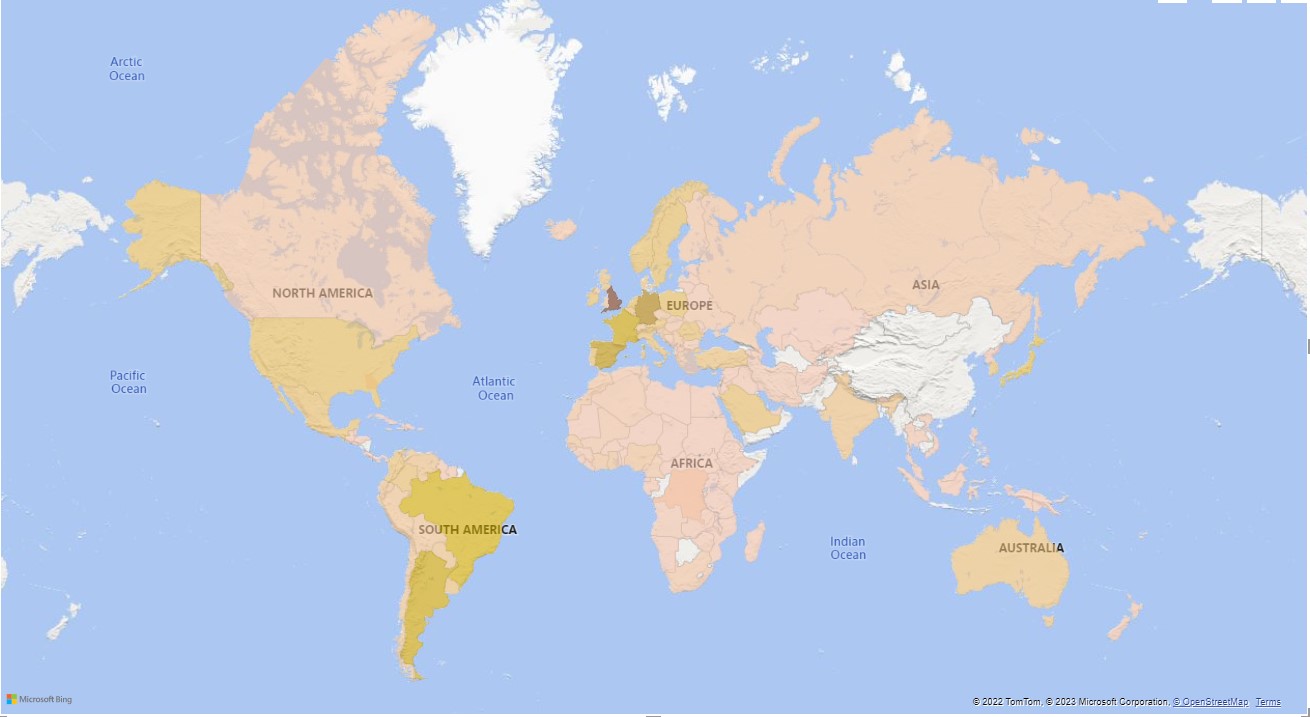 Arctic
Ocean
NORTH AMERICA
ASIA
EUROPE
Pacific
Ocean
Atlantic
Ocean
AFRICA
SOUTH AMERICA
Indian
Ocean
AUSTRALIA
Microsoft Bing
© 2022 TomTom, © 2023 Microsoft Corporation, © OpenStreetMap Terms